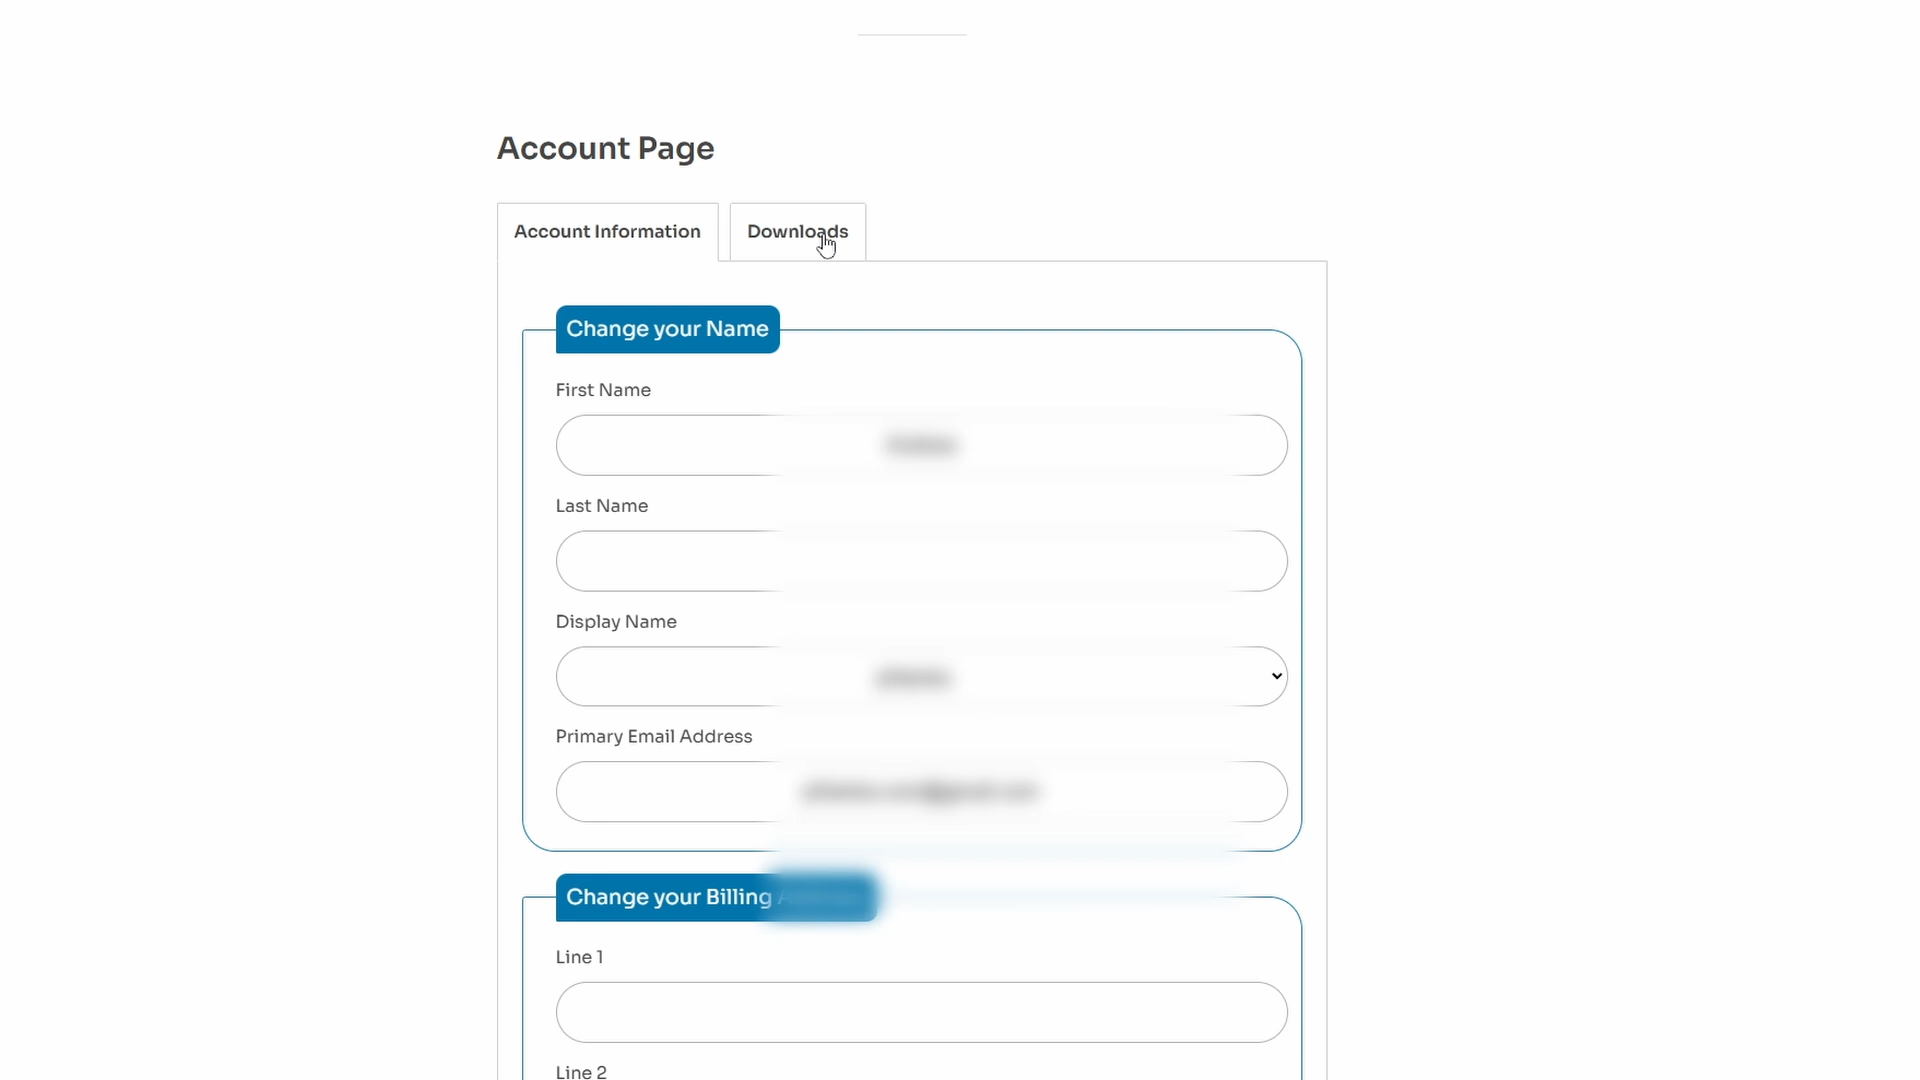 Account Page
Account Information
Downloads
Change your Name
First Name
Last Name
Display Name
Primary Email Address
Change your Billing
Line 1
Line 2